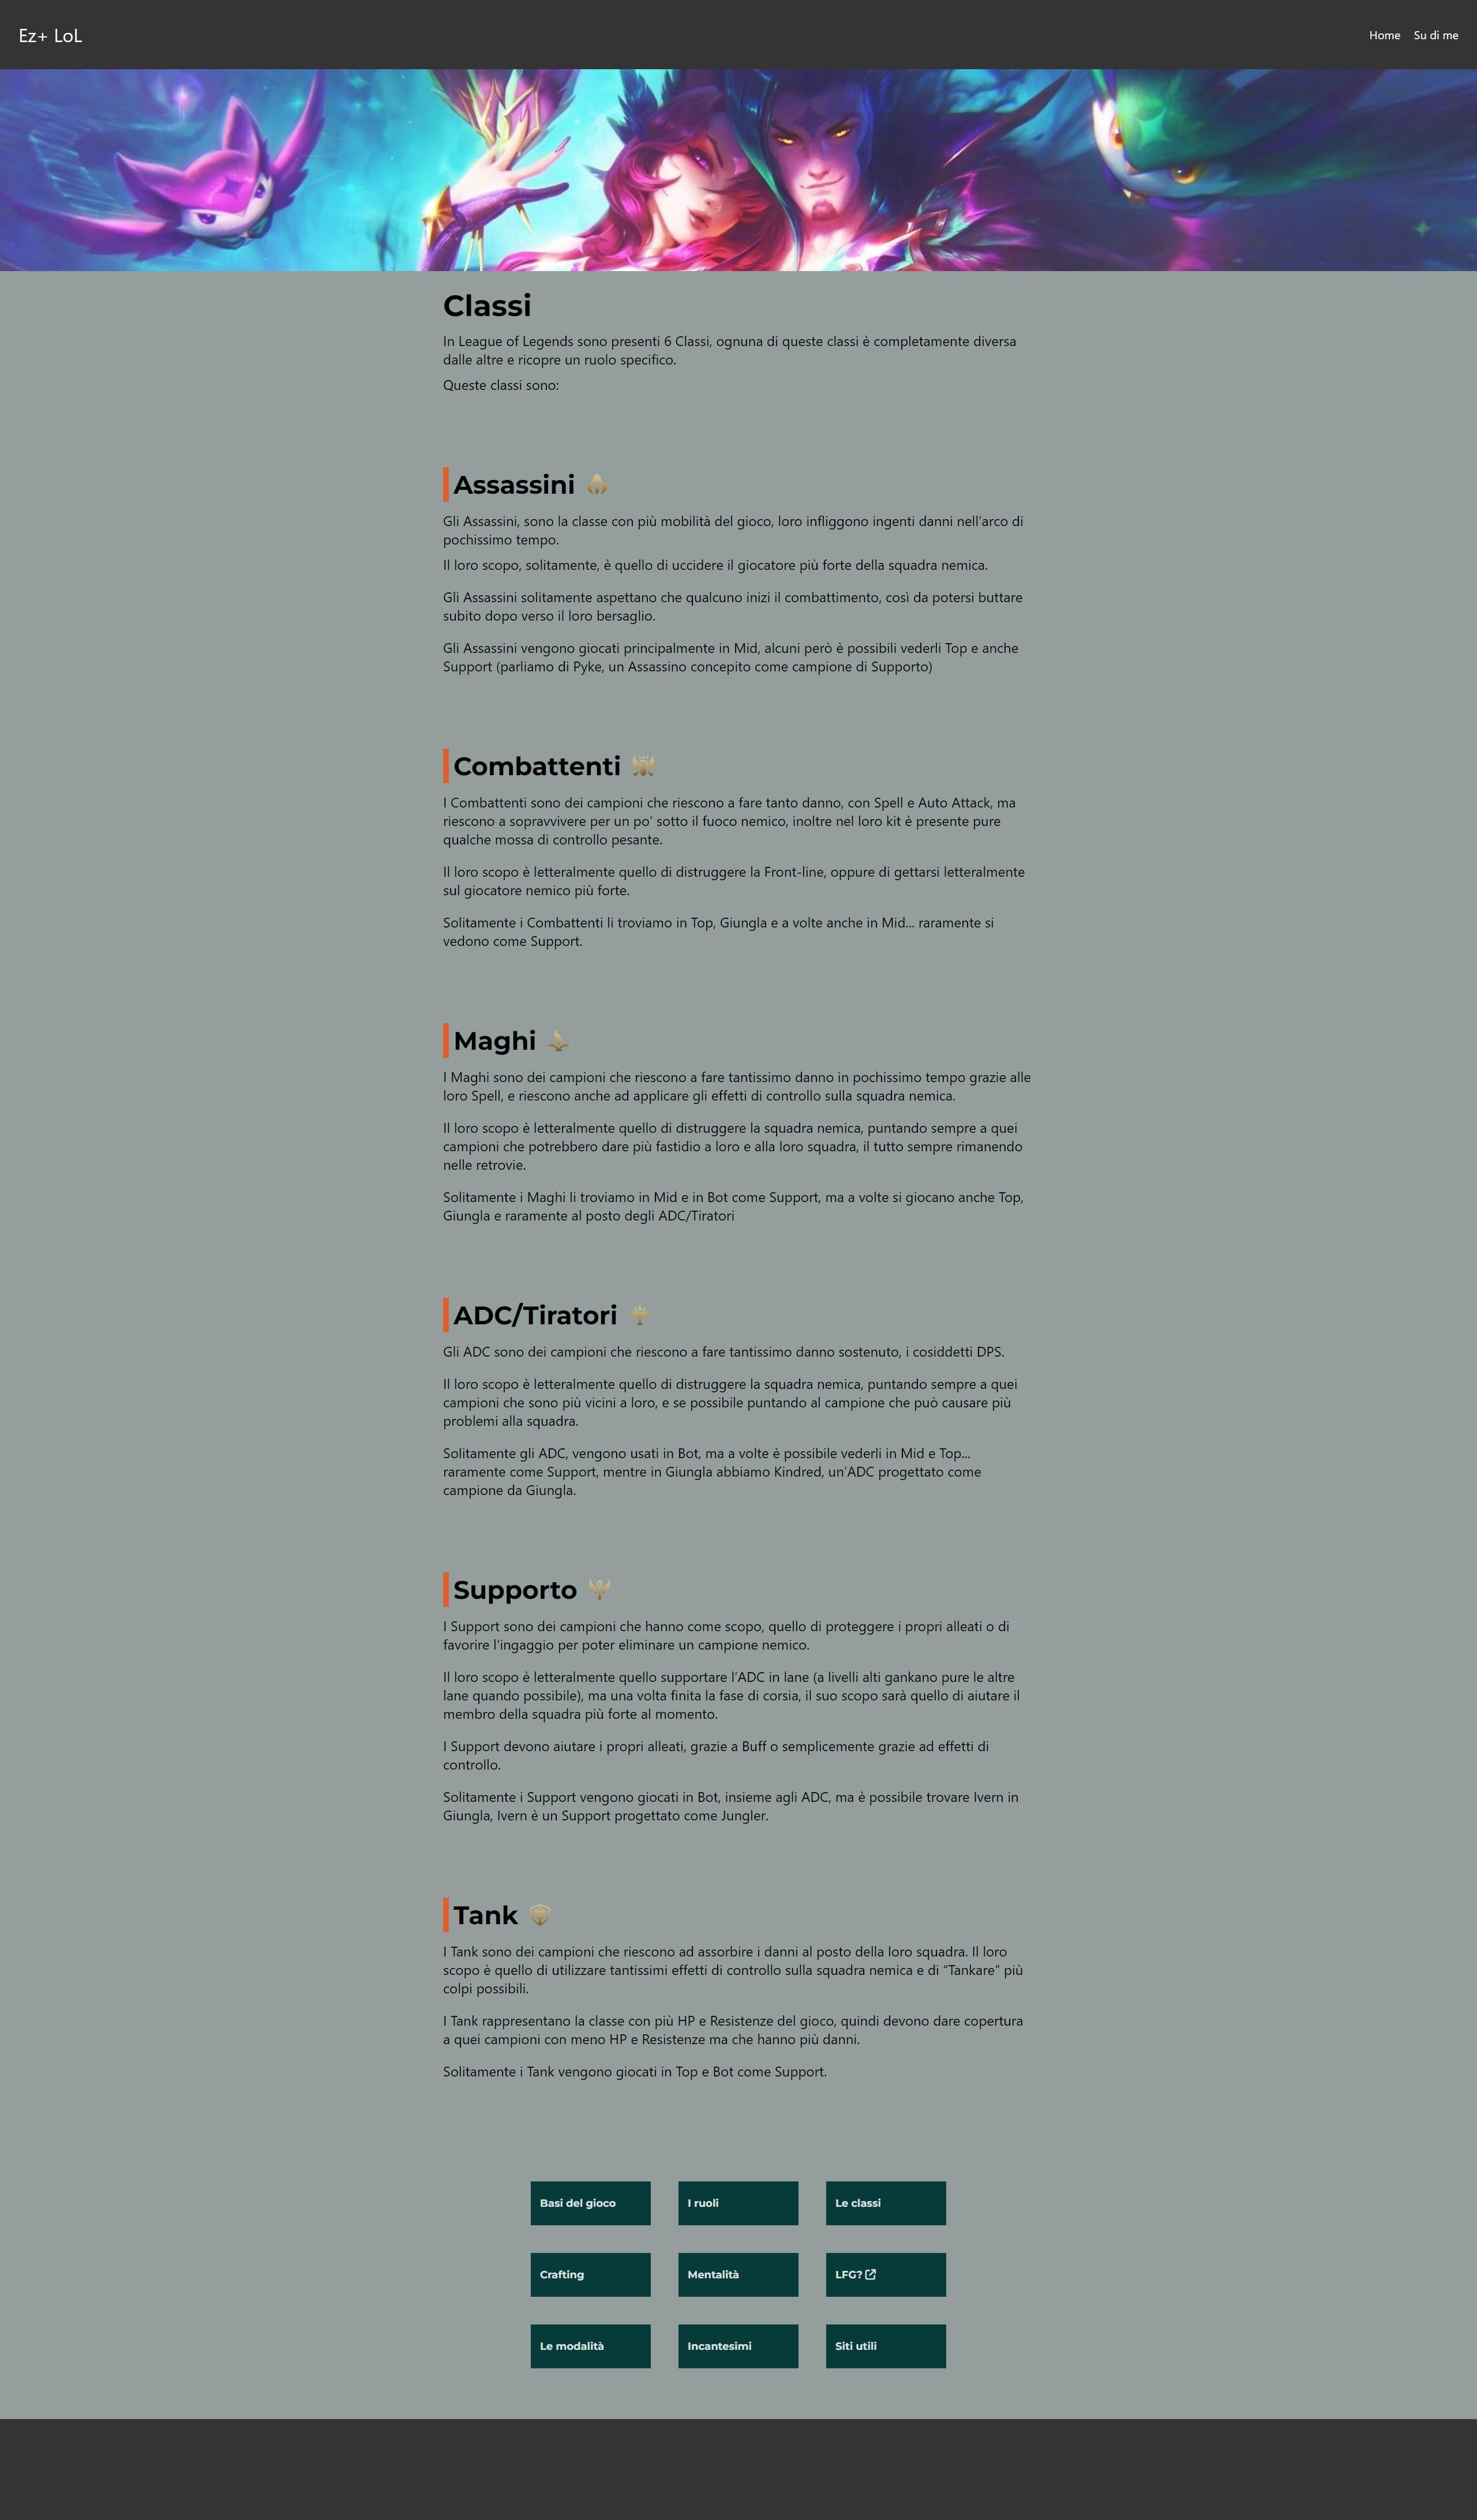 Ez+ LoL
Home
Su di me
Classi
In League of Legends sono presenti 6 Classi, ognuna di queste classi è completamente diversa
dalle altre e ricopre un ruolo specifico.
Queste classi sono:
Assassini
Gli Assassini, sono la classe con più mobilità del gioco, loro infliggono ingenti danni nell’arco di
pochissimo tempo.
Il loro scopo, solitamente, è quello di uccidere il giocatore più forte della squadra nemica.
Gli Assassini solitamente aspettano che qualcuno inizi il combattimento, così da potersi buttare
subito dopo verso il loro bersaglio.
Gli Assassini vengono giocati principalmente in Mid, alcuni però è possibili vederli Top e anche
Support (parliamo di Pyke, un Assassino concepito come campione di Supporto)
Combattenti
I Combattenti sono dei campioni che riescono a fare tanto danno, con Spell e Auto Attack, ma
riescono a sopravvivere per un po’ sotto il fuoco nemico, inoltre nel loro kit è presente pure
qualche mossa di controllo pesante.
Il loro scopo è letteralmente quello di distruggere la Front-line, oppure di gettarsi letteralmente
sul giocatore nemico più forte.
Solitamente i Combattenti li troviamo in Top, Giungla e a volte anche in Mid… raramente si
vedono come Support.
Maghi
I Maghi sono dei campioni che riescono a fare tantissimo danno in pochissimo tempo grazie alle
loro Spell, e riescono anche ad applicare gli effetti di controllo sulla squadra nemica.
Il loro scopo è letteralmente quello di distruggere la squadra nemica, puntando sempre a quei
campioni che potrebbero dare più fastidio a loro e alla loro squadra, il tutto sempre rimanendo
nelle retrovie.
Solitamente i Maghi li troviamo in Mid e in Bot come Support, ma a volte si giocano anche Top,
Giungla e raramente al posto degli ADC/Tiratori
ADC/Tiratori
Gli ADC sono dei campioni che riescono a fare tantissimo danno sostenuto, i cosiddetti DPS.
Il loro scopo è letteralmente quello di distruggere la squadra nemica, puntando sempre a quei
campioni che sono più vicini a loro, e se possibile puntando al campione che può causare più
problemi alla squadra.
Solitamente gli ADC, vengono usati in Bot, ma a volte è possibile vederli in Mid e Top…
raramente come Support, mentre in Giungla abbiamo Kindred, un’ADC progettato come
campione da Giungla.
Supporto
I Support sono dei campioni che hanno come scopo, quello di proteggere i propri alleati o di
favorire l’ingaggio per poter eliminare un campione nemico.
Il loro scopo è letteralmente quello supportare l’ADC in lane (a livelli alti gankano pure le altre
lane quando possibile), ma una volta finita la fase di corsia, il suo scopo sarà quello di aiutare il
membro della squadra più forte al momento.
I Support devono aiutare i propri alleati, grazie a Buff o semplicemente grazie ad effetti di
controllo.
Solitamente i Support vengono giocati in Bot, insieme agli ADC, ma è possibile trovare Ivern in
Giungla, Ivern è un Support progettato come Jungler.
Tank
I Tank sono dei campioni che riescono ad assorbire i danni al posto della loro squadra. Il loro
scopo è quello di utilizzare tantissimi effetti di controllo sulla squadra nemica e di “Tankare” più
colpi possibili.
I Tank rappresentano la classe con più HP e Resistenze del gioco, quindi devono dare copertura
a quei campioni con meno HP e Resistenze ma che hanno più danni.
Solitamente i Tank vengono giocati in Top e Bot come Support.
Basi del gioco
I ruoli
Le classi
Crafting
Mentalità
LFG?
Le modalità
Incantesimi
Siti utili